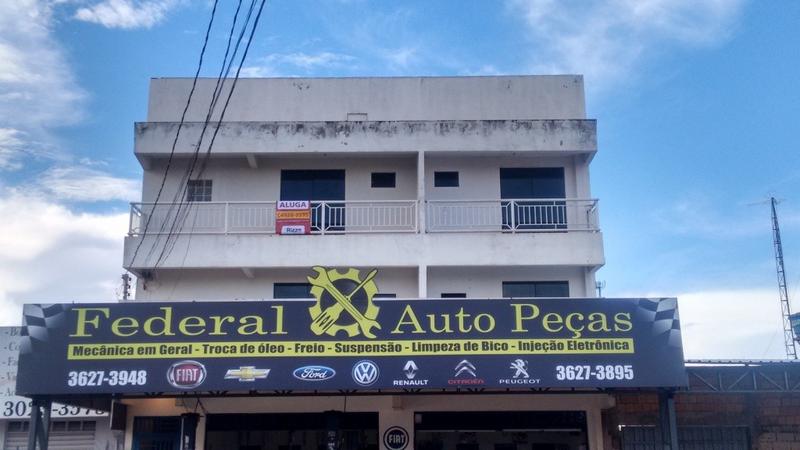 ALUGA
Rizzo
Federal Auto Peças
Mecânica em Geral - Troca de óleo - Freio - Suspensão - Limpeza de Bico - Injeção Eletrônica
3627-3948 FIAT Ford RENAULT CITROËN PEUGEOT 3627-3895
FIAT